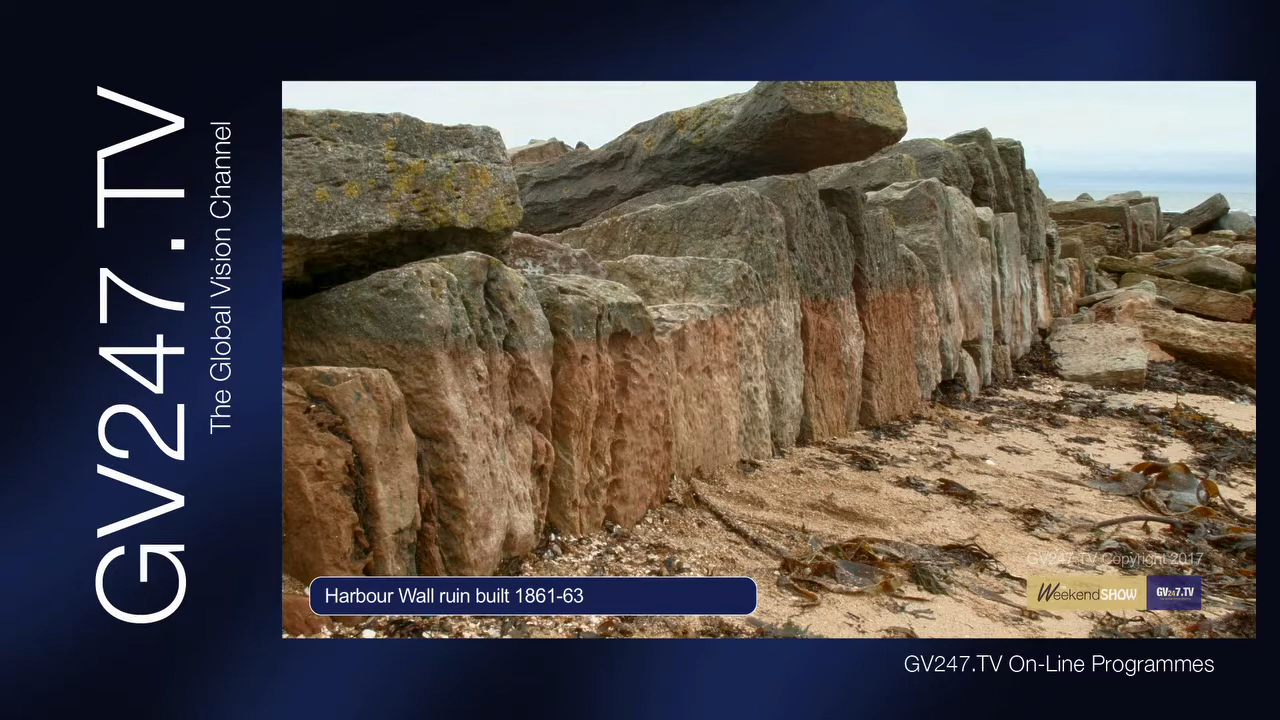 GV247.TV
The Global Vision Channel
Harbour Wall ruin built 1861-63
GV247.TV Copyright 2017
WeekendSHOW
GV247.TV
GV247.TV On-Line Programmes